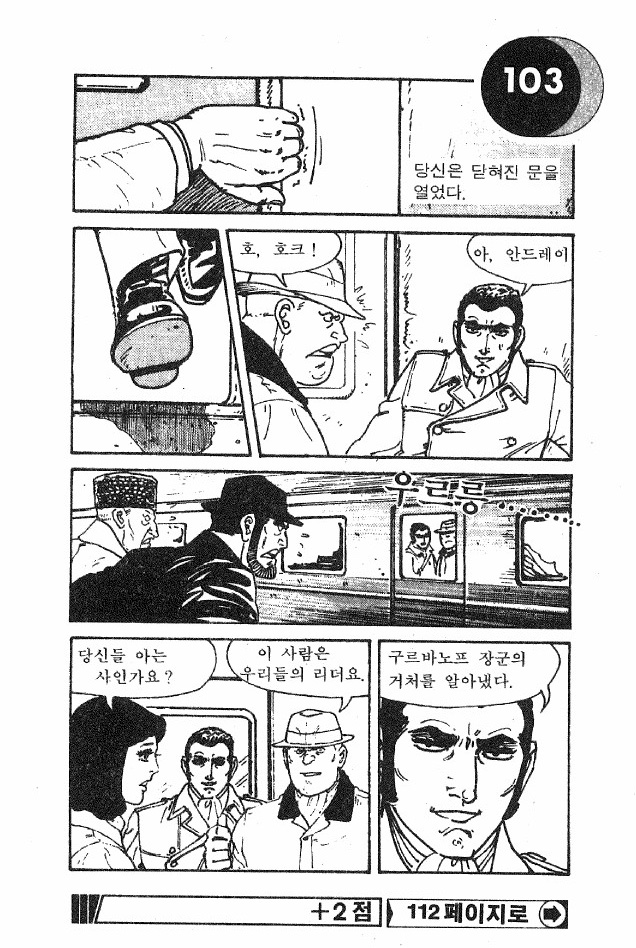 103
당신은 닫혀진 문을
열었다.
호, 호크!
아, 안드레이
우르릉
당신들 아는
사인가요?
이 사람은
우리들의 리더요.
구르바노프 장군의
거처를 알아냈다.
+2점
112페이지로